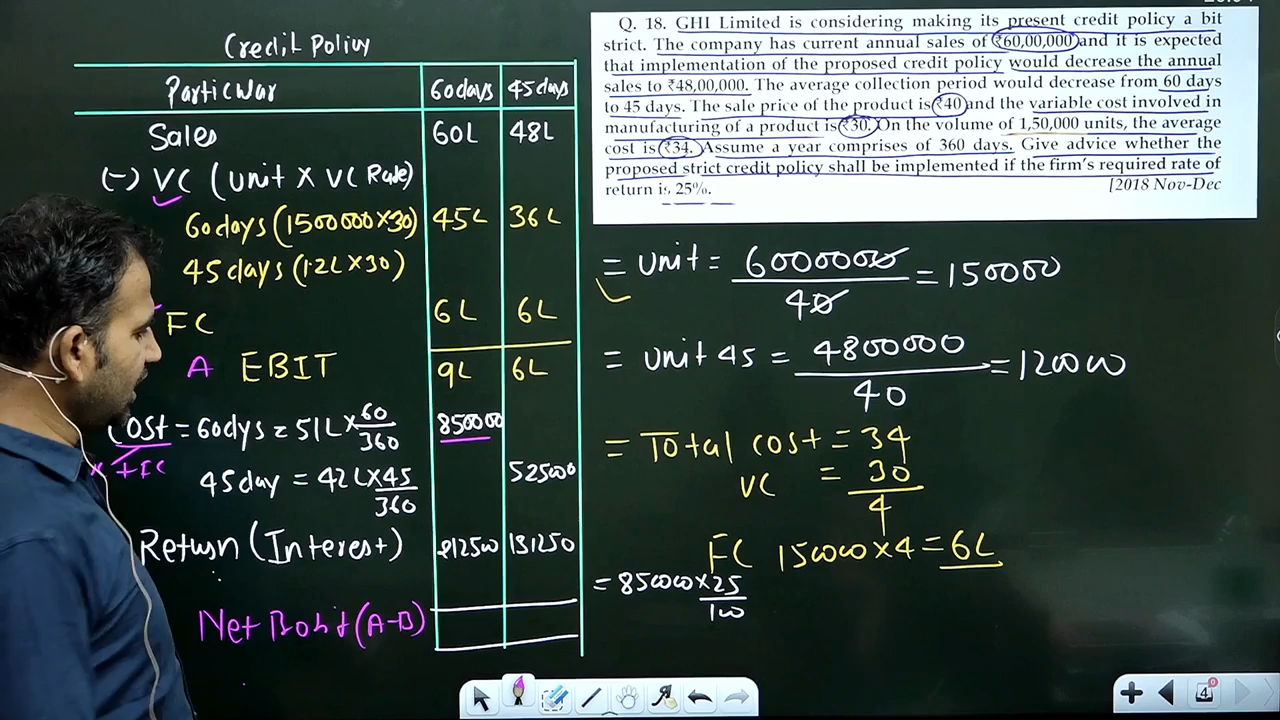 Credit Policy
Particular 60days 45days
Sales 60L 48L
(-) VC (Unit X VC Rate)
60days (1500000X30) 45L 36L
45days (1.2L X30)
FC 6L 6L
A EBIT 9L 6L
Cost = 60dys = 51L X 60/360 850000
+FC
45day = 42L X 45/360 525000
Return (Interest) 212500 131250
(A-B)
Q. 18. GHI Limited is considering making its present credit policy a bit
strict. The company has current annual sales of ₹60,00,000 and it is expected
that implementation of the proposed credit policy would decrease the annual
sales to ₹48,00,000. The average collection period would decrease from 60 days
to 45 days. The sale price of the product is ₹40 and the variable cost involved in
manufacturing of a product is ₹30. On the volume of 1,50,000 units, the average
cost is ₹34. Assume a year comprises of 360 days. Give advice whether the
proposed strict credit policy shall be implemented if the firm's required rate of
return is 25%. [2018 Nov-Dec
= Unit = 6000000/40 = 150000
= Unit 45 = 4800000/40 = 120000
= Total cost = 34
VC = 30
4
FC 150000X4 = 6L
= 850000X25/100
4
0